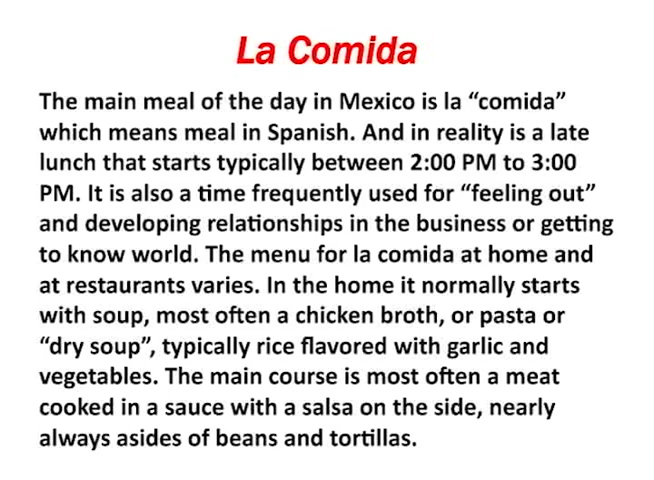 La Comida
The main meal of the day in Mexico is la “comida”
which means meal in Spanish. And in reality is a late
lunch that starts typically between 2:00 PM to 3:00
PM. It is also a time frequently used for “feeling out”
and developing relationships in the business or getting
to know world. The menu for la comida at home and
at restaurants varies. In the home it normally starts
with soup, most often a chicken broth, or pasta or
“dry soup”, typically rice flavored with garlic and
vegetables. The main course is most often a meat
cooked in a sauce with a salsa on the side, nearly
always asides of beans and tortillas.